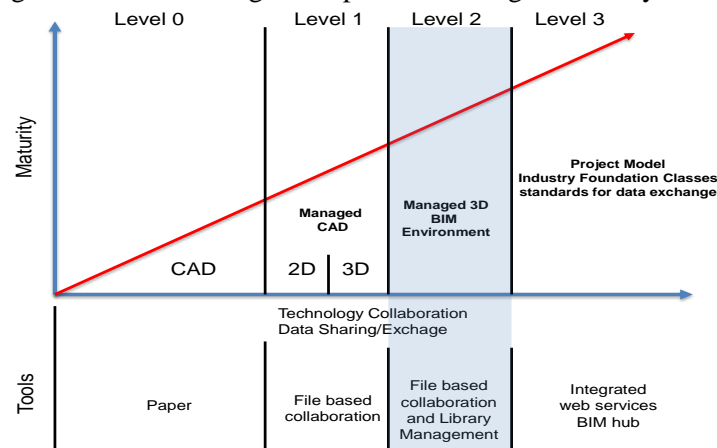 Level 0 Level 1 Level 2 Level 3
Maturity
Project Model
Industry Foundation Classes
standards for data exchange
Managed
CAD
Managed 3D
BIM
Environment
CAD 2D 3D
Technology Collaboration
Data Sharing/Exchage
Tools
Paper
File based
collaboration
File based
collaboration
and Library
Management
Integrated
web services
BIM hub